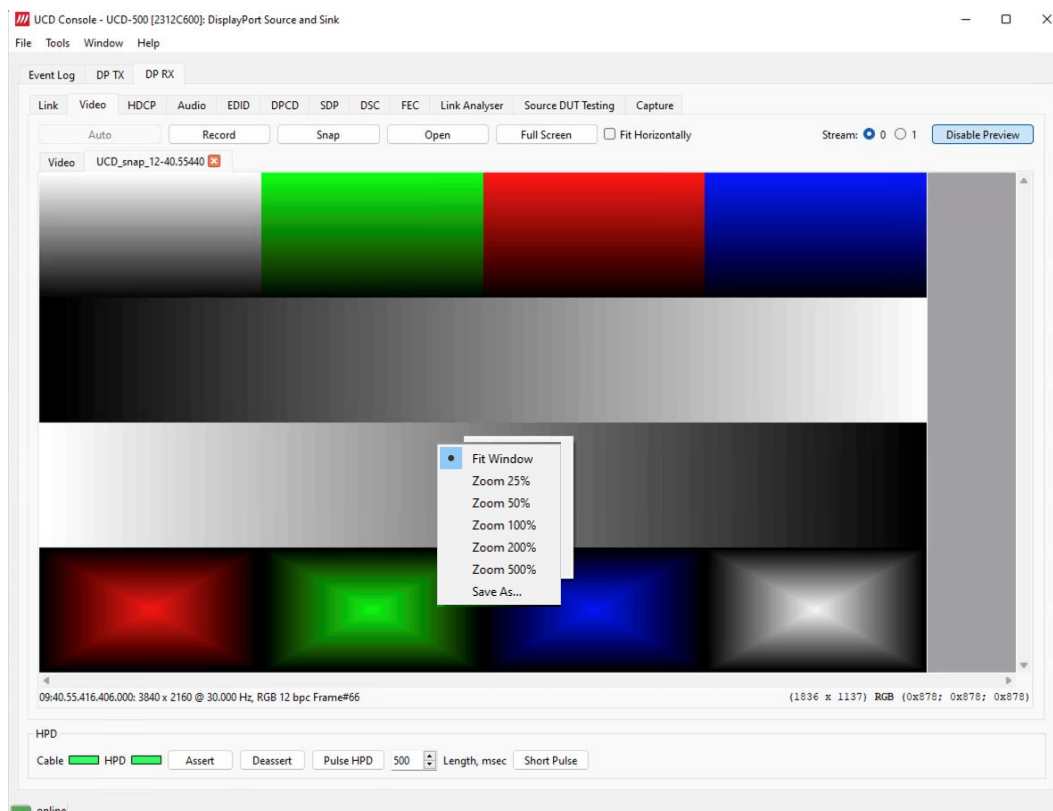 UCD Console - UCD-500 [2312C600]: DisplayPort Source and Sink
File Tools Window Help
Event Log DP TX DP RX
Link Video HDCP Audio EDID DPCD SDP DSC FEC Link Analyser Source DUT Testing Capture
Auto Record Snap Open Full Screen Fit Horizontally Stream: 0 1 Disable Preview
Video UCD_snap_12-40.55440
Fit Window
Zoom 25%
Zoom 50%
Zoom 100%
Zoom 200%
Zoom 500%
Save As...
09:40.55.416.406.000: 3840 x 2160 @ 30.000 Hz, RGB 12 bpc Frame#66 (1836 x 1137) RGB (0x878; 0x878; 0x878)
HPD
Cable HPD Assert Deassert Pulse HPD 500 Length, msec Short Pulse
online